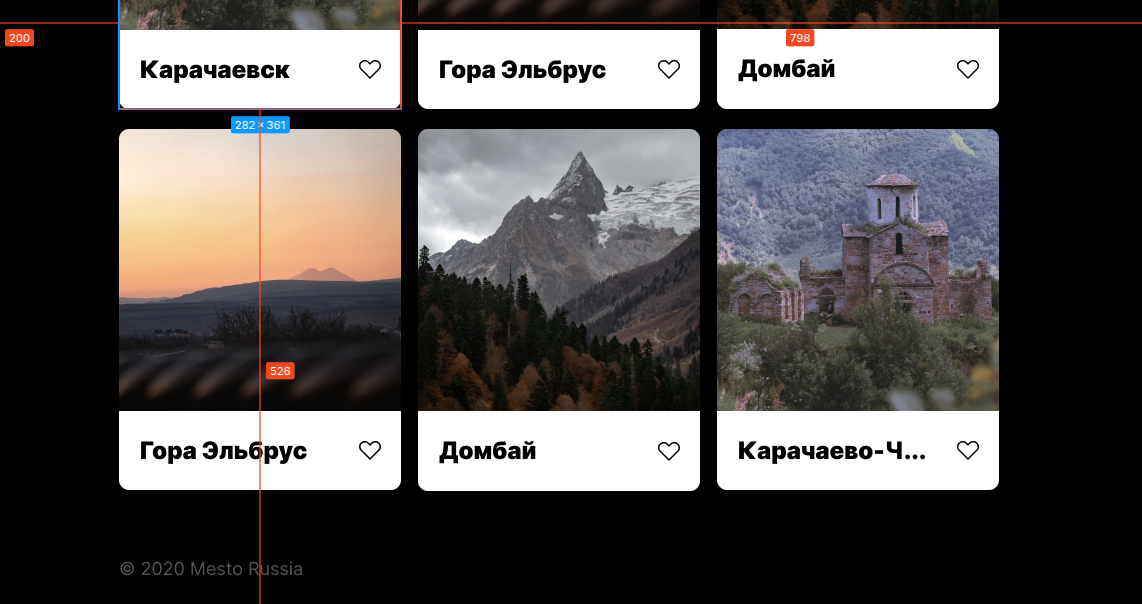 200
798
Карачаевск
Гора Эльбрус
Домбай
282 × 361
526
Гора Эльбрус
Домбай
Карачаево-Ч...
© 2020 Mesto Russia